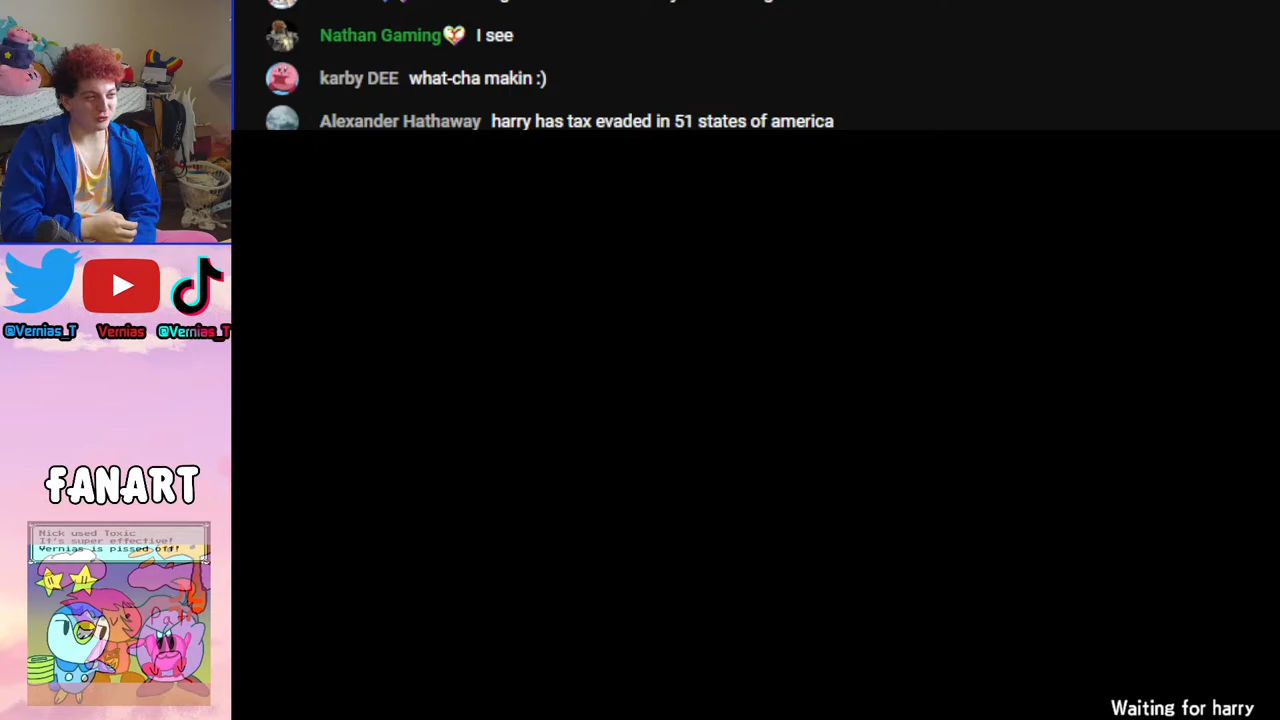 Nathan Gaming I see
karby DEE what-cha makin :)
Alexander Hathaway harry has tax evaded in 51 states of america
@Vernias_T Vernias @Vernias_T
FANART
Nick used Toxic
It's super effective!
Vernias is pissed off!
Waiting for harry